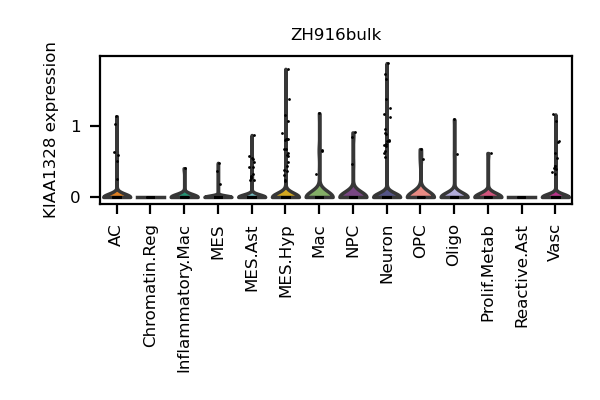 ZH916bulk
KIAA1328 expression
1
0
AC
Chromatin.Reg
Inflammatory.Mac
MES
MES.Ast
MES.Hyp
Mac
NPC
Neuron
OPC
Oligo
Prolif.Metab
Reactive.Ast
Vasc